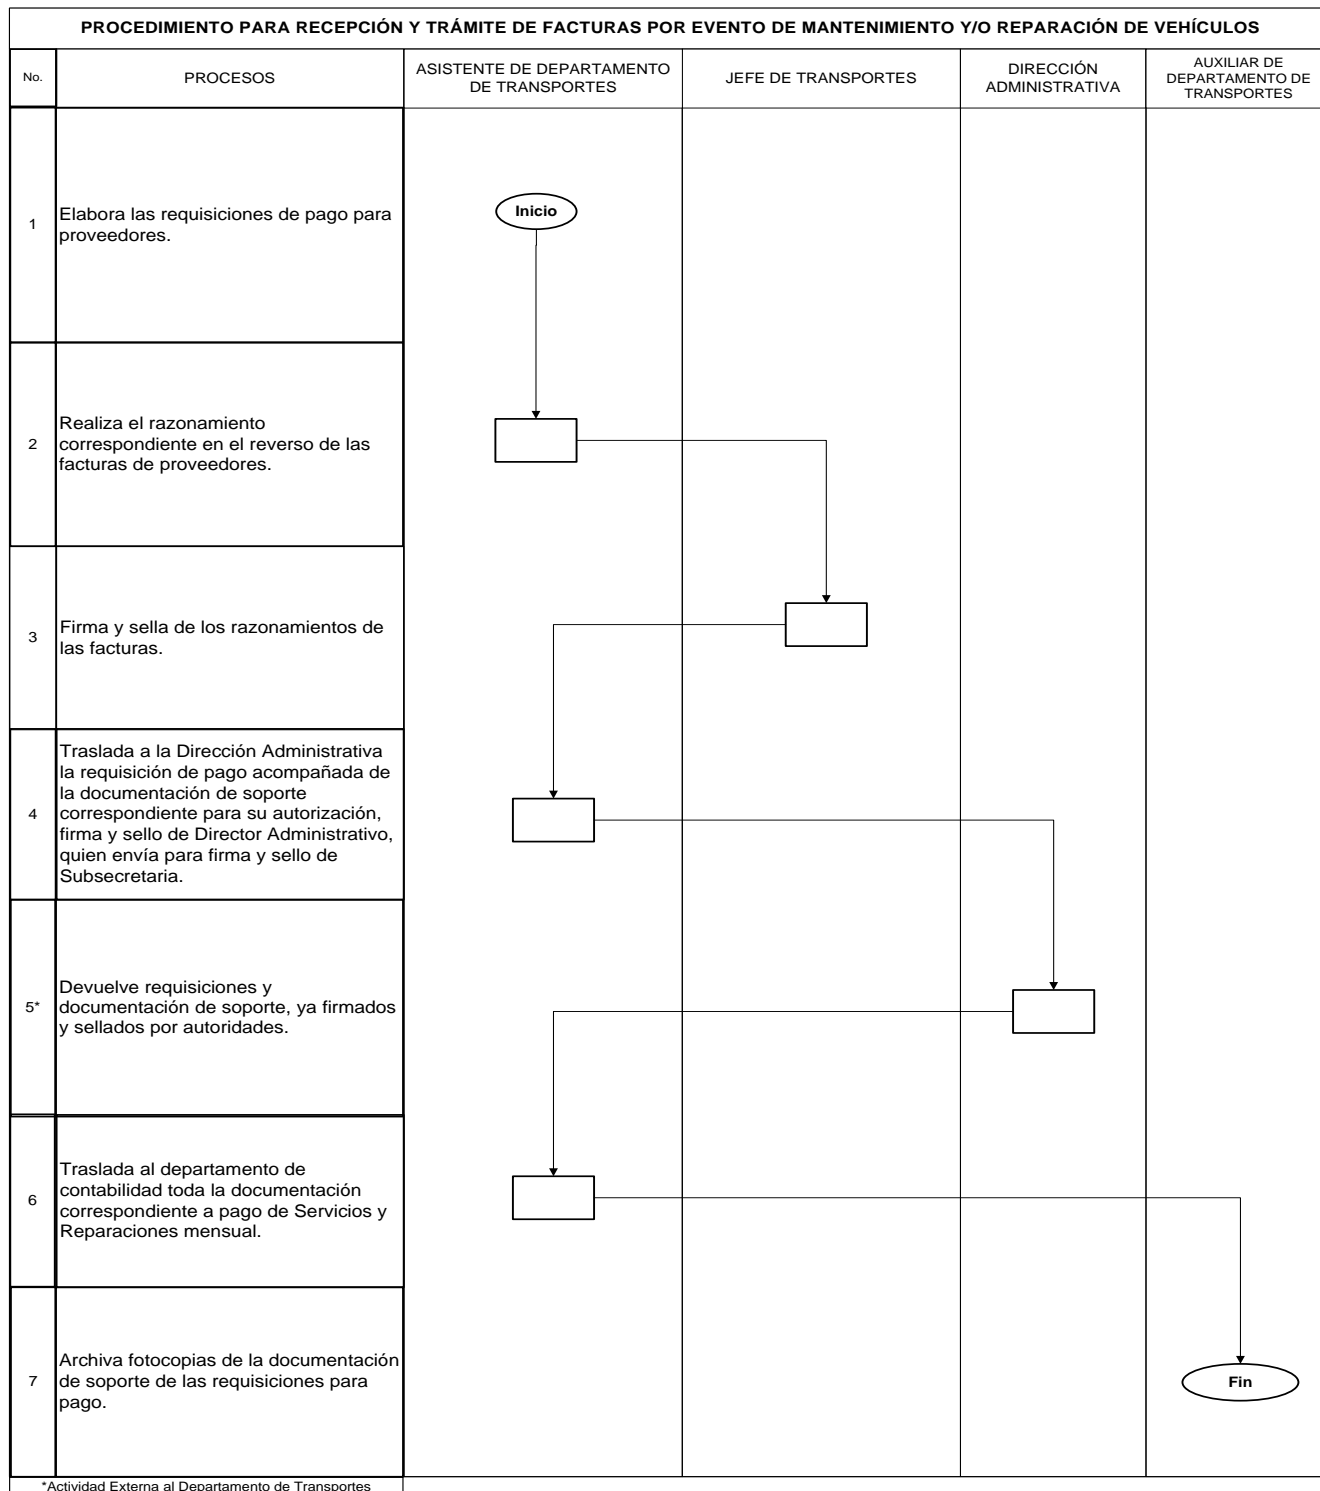 PROCEDIMIENTO PARA RECEPCIÓN Y TRÁMITE DE FACTURAS POR EVENTO DE MANTENIMIENTO Y/O REPARACIÓN DE VEHÍCULOS
No.
PROCESOS
ASISTENTE DE DEPARTAMENTO
DE TRANSPORTES
JEFE DE TRANSPORTES
DIRECCIÓN
ADMINISTRATIVA
AUXILIAR DE
DEPARTAMENTO DE
TRANSPORTES
1
Elabora las requisiciones de pago para
proveedores.
Inicio
2
Realiza el razonamiento
correspondiente en el reverso de las
facturas de proveedores.
3
Firma y sella de los razonamientos de
las facturas.
4
Traslada a la Dirección Administrativa
la requisición de pago acompañada de
la documentación de soporte
correspondiente para su autorización,
firma y sello de Director Administrativo,
quien envía para firma y sello de
Subsecretaria.
5*
Devuelve requisiciones y
documentación de soporte, ya firmados
y sellados por autoridades.
6
Traslada al departamento de
contabilidad toda la documentación
correspondiente a pago de Servicios y
Reparaciones mensual.
7
Archiva fotocopias de la documentación
de soporte de las requisiciones para
pago.
Fin
*Actividad Externa al Departamento de Transportes